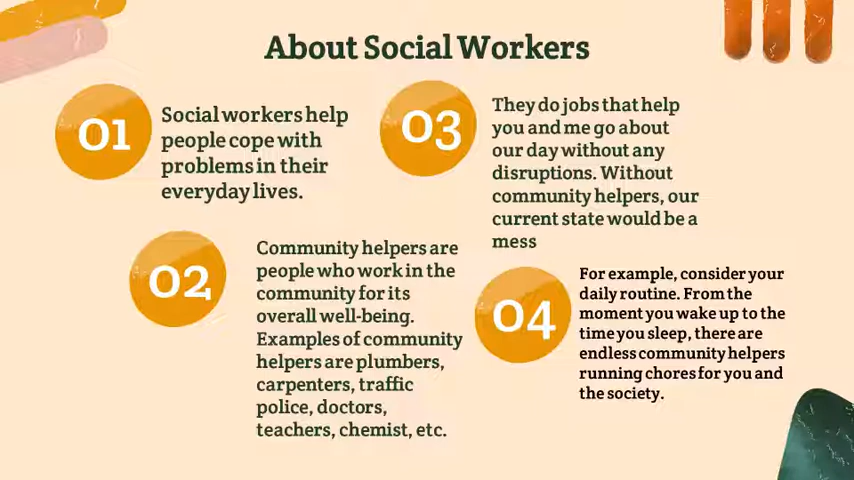 About Social Workers
01
Social workers help
people cope with
problems in their
everyday lives.
02
Community helpers are
people who work in the
community for its
overall well-being.
Examples of community
helpers are plumbers,
carpenters, traffic
police, doctors,
teachers, chemist, etc.
03
They do jobs that help
you and me go about
our day without any
disruptions. Without
community helpers, our
current state would be a
mess
04
For example, consider your
daily routine. From the
moment you wake up to the
time you sleep, there are
endless community helpers
running chores for you and
the society.